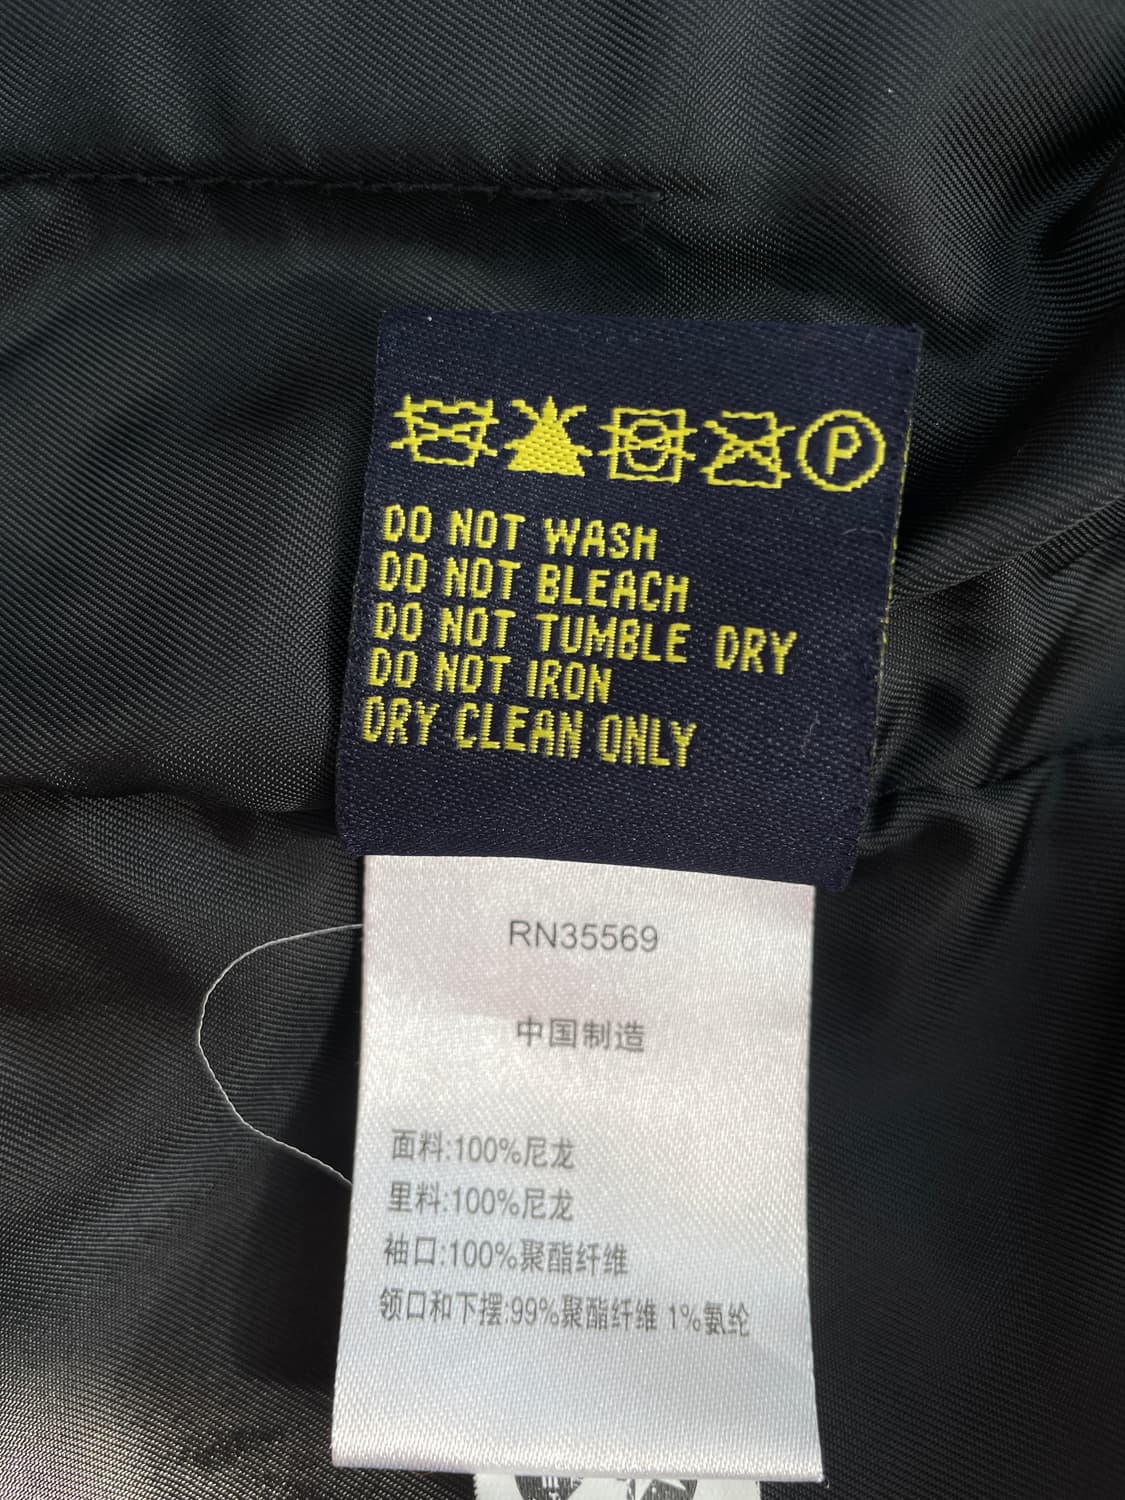 P
DO NOT WASH
DO NOT BLEACH
DO NOT TUMBLE DRY
DO NOT IRON
DRY CLEAN ONLY
RN35569
中国制造
面料:100%尼龙
里料:100%尼龙
袖口:100%聚酯纤维
领口和下摆:99%聚酯纤维 1%氨纶